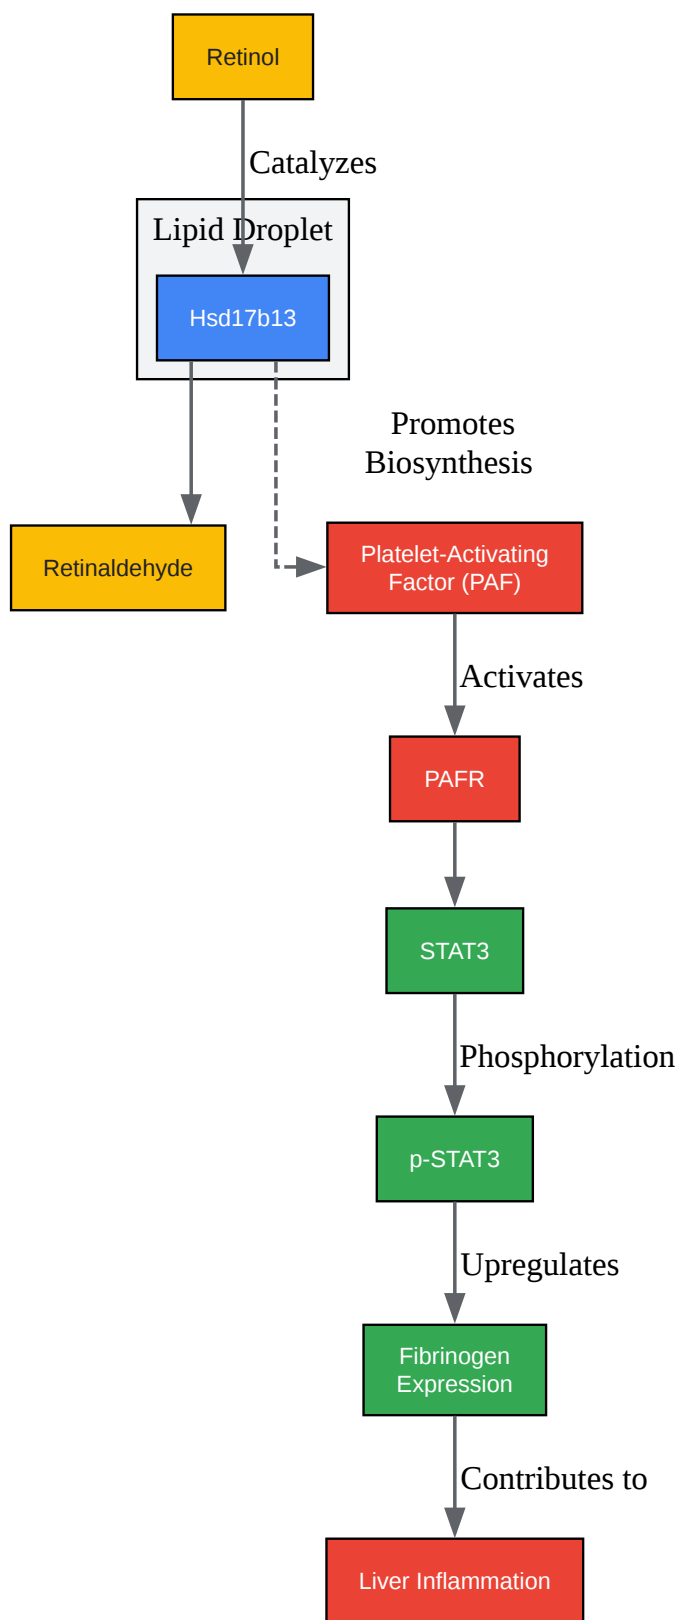 Retinol
Catalyzes
Lipid Droplet
Hsd17b13
Promotes
Biosynthesis
Retinaldehyde
Platelet-Activating
Factor (PAF)
Activates
PAFR
STAT3
Phosphorylation
p-STAT3
Upregulates
Fibrinogen
Expression
Contributes to
Liver Inflammation